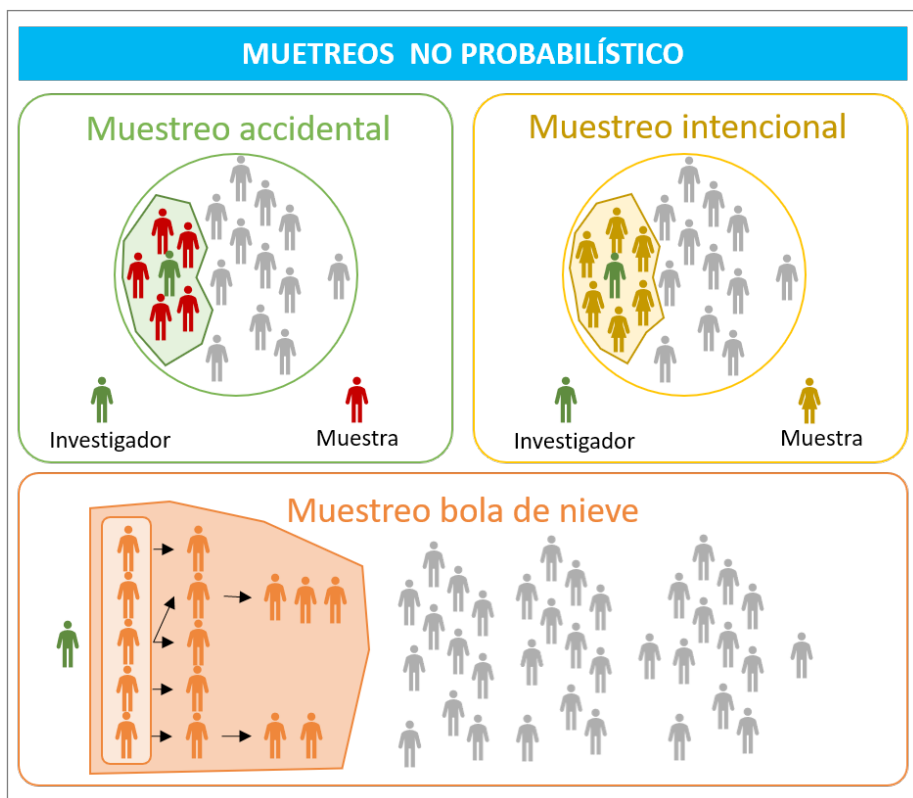 MUETREOS NO PROBABILÍSTICO
Muestreo accidental
Investigador
Muestra
Muestreo intencional
Investigador
Muestra
Muestreo bola de nieve